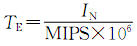 T_E = I_N / (MIPS×10^6)